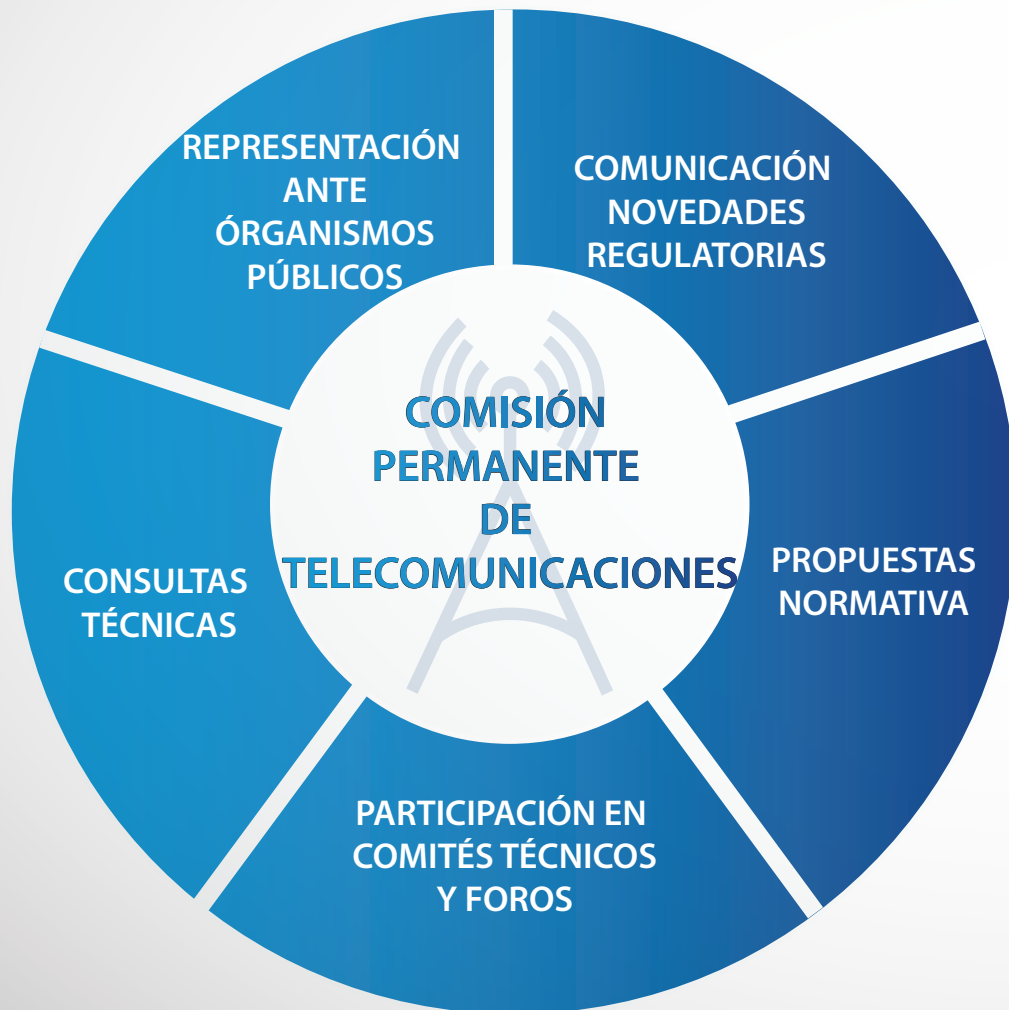 REPRESENTACIÓN
ANTE
ÓRGANISMOS
PÚBLICOS
COMUNICACIÓN
NOVEDADES
REGULATORIAS
COMISIÓN
PERMANENTE
DE
TELECOMUNICACIONES
PROPUESTAS
NORMATIVA
CONSULTAS
TÉCNICAS
PARTICIPACIÓN EN
COMITÉS TÉCNICOS
Y FOROS